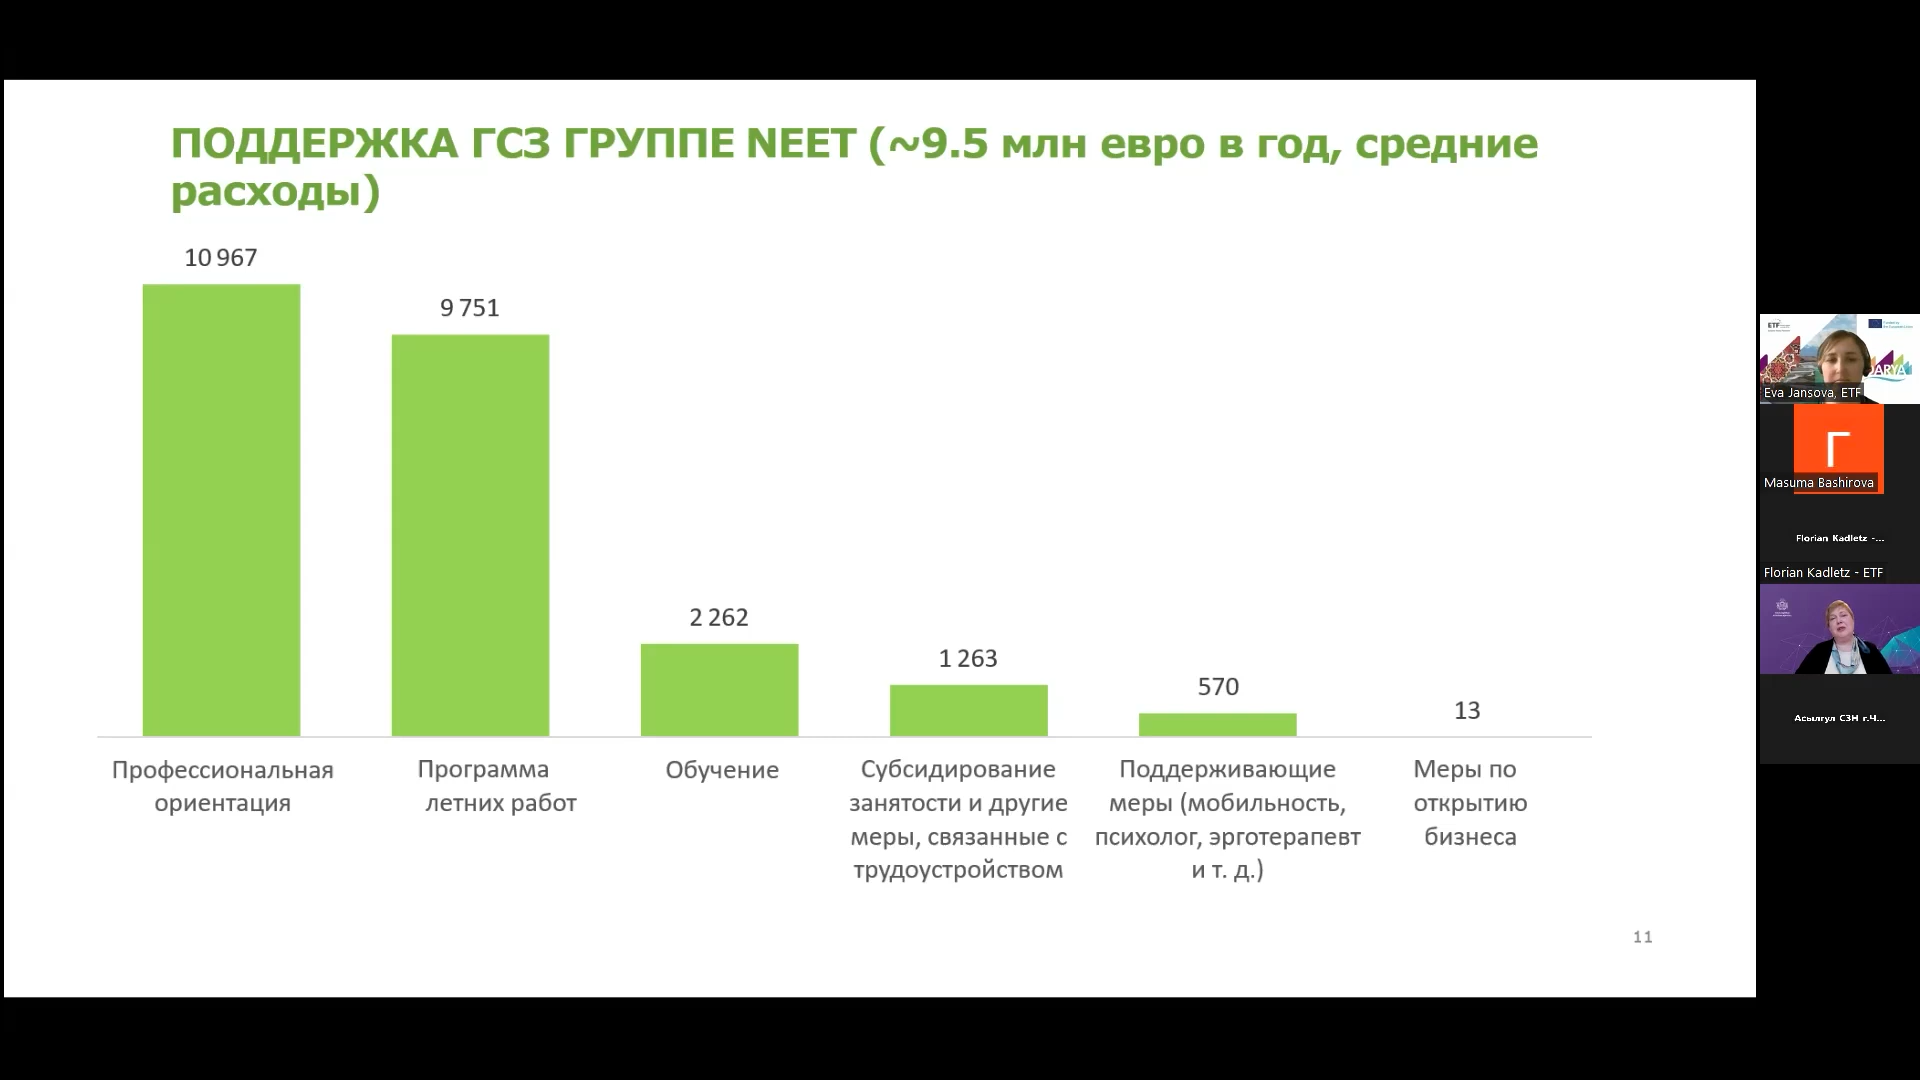 ПОДДЕРЖКА ГСЗ ГРУППЕ NEET (~9.5 млн евро в год, средние
расходы)
10 967
9 751
2 262
1 263
570
13
Профессиональная
ориентация
Программа
летних работ
Обучение
Субсидирование
занятости и другие
меры, связанные с
трудоустройством
Поддерживающие
меры (мобильность,
психолог, эрготерапевт
и т. д.)
Меры по
открытию
бизнеса
11
ETF
DARYA
Eva Jansova, ETF
Г
Masuma Bashirova
Florian Kadletz -...
Florian Kadletz - ETF
Асылгул СЗН г.Ч...